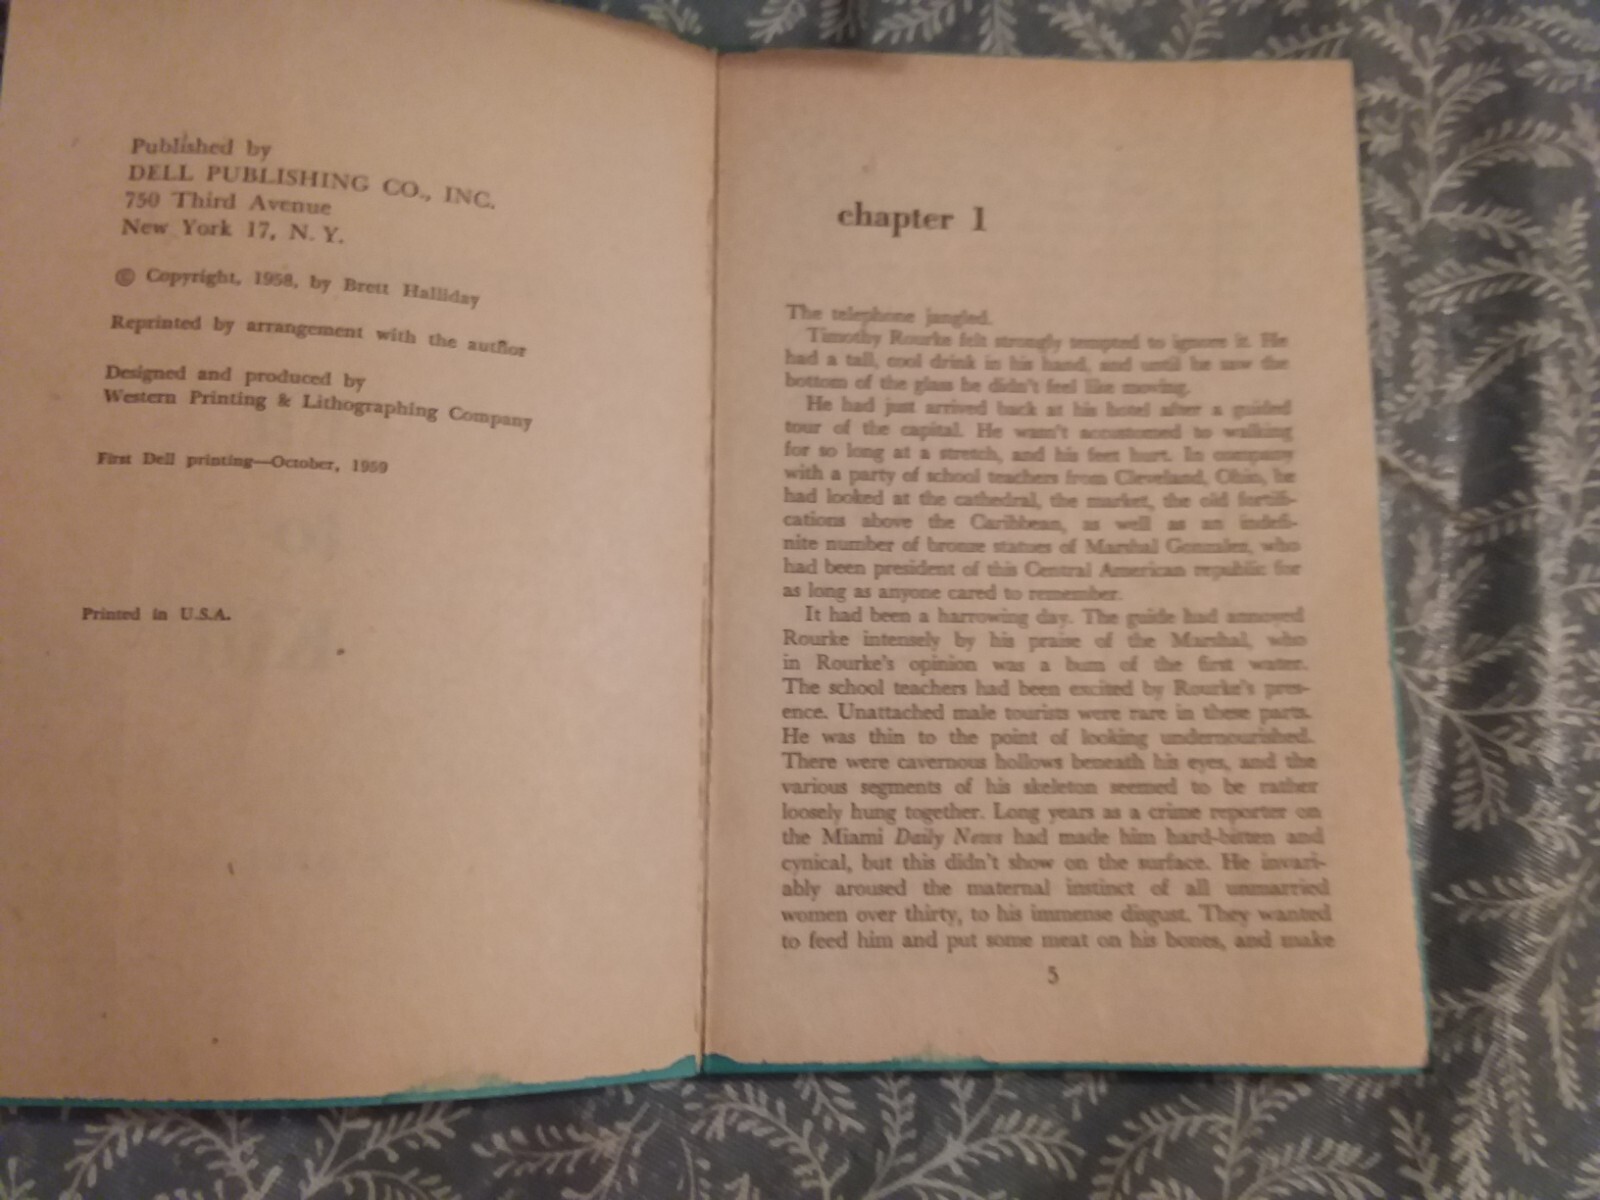 Published by
DELL PUBLISHING CO., INC.
750 Third Avenue
New York 17, N. Y.
© Copyright, 1958, by Brett Halliday
Reprinted by arrangement with the author
Designed and produced by
Western Printing & Lithographing Company
First Dell printing—October, 1959
Printed in U.S.A.
chapter 1
The telephone jangled.
Timothy Rourke felt strongly tempted to ignore it. He
had a tall, cool drink in his hand, and until he saw the
bottom of the glass he didn't feel like moving.
He had just arrived back at his hotel after a guided
tour of the capital. He wasn't accustomed to walking
for so long at a stretch, and his feet hurt. In company
with a party of school teachers from Cleveland, Ohio, he
had looked at the cathedral, the market, the old fortifi-
cations above the Caribbean, as well as an indefi-
nite number of bronze statues of Marshal Gonzalez, who
had been president of this Central American republic for
as long as anyone cared to remember.
It had been a harrowing day. The guide had annoyed
Rourke intensely by his praise of the Marshal, who
in Rourke's opinion was a bum of the first water.
The school teachers had been excited by Rourke's pres-
ence. Unattached male tourists were rare in these parts.
He was thin to the point of looking undernourished.
There were cavernous hollows beneath his eyes, and the
various segments of his skeleton seemed to be rather
loosely hung together. Long years as a crime reporter on
the Miami Daily News had made him hard-bitten and
cynical, but this didn't show on the surface. He invari-
ably aroused the maternal instinct of all unmarried
women over thirty, to his immense disgust. They wanted
to feed him and put some meat on his bones, and make
5